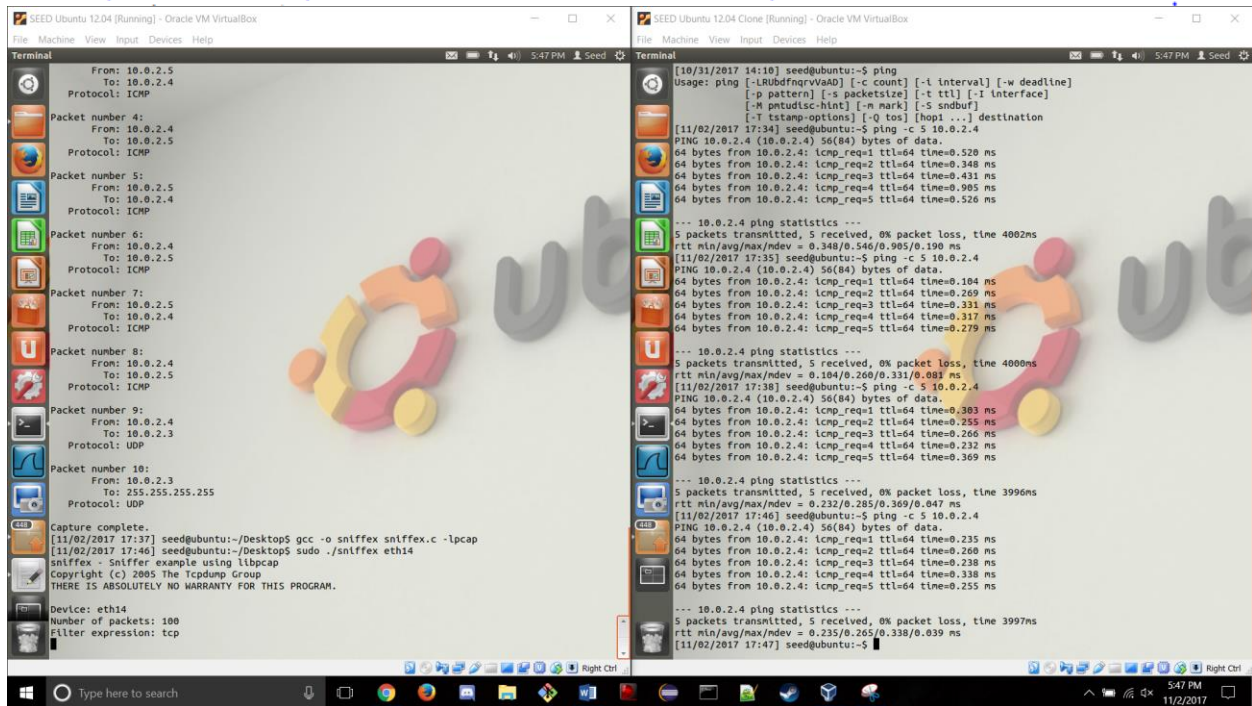 SEED Ubuntu 12.04 [Running] - Oracle VM VirtualBox
File Machine View Input Devices Help
Terminal
5:47 PM Seed
From: 10.0.2.5
To: 10.0.2.4
Protocol: ICMP
Packet number 4:
From: 10.0.2.4
To: 10.0.2.5
Protocol: ICMP
Packet number 5:
From: 10.0.2.5
To: 10.0.2.4
Protocol: ICMP
Packet number 6:
From: 10.0.2.4
To: 10.0.2.5
Protocol: ICMP
Packet number 7:
From: 10.0.2.5
To: 10.0.2.4
Protocol: ICMP
Packet number 8:
From: 10.0.2.4
To: 10.0.2.5
Protocol: ICMP
Packet number 9:
From: 10.0.2.4
To: 10.0.2.3
Protocol: UDP
Packet number 10:
From: 10.0.2.3
To: 255.255.255.255
Protocol: UDP
Capture complete.
[11/02/2017 17:37] seed@ubuntu:~/Desktop$ gcc -o sniffex sniffex.c -lpcap
[11/02/2017 17:46] seed@ubuntu:~/Desktop$ sudo ./sniffex eth14
sniffex - Sniffer example using libpcap
Copyright (c) 2005 The Tcpdump Group
THERE IS ABSOLUTELY NO WARRANTY FOR THIS PROGRAM.
Device: eth14
Number of packets: 100
Filter expression: tcp
448
ub
Right Ctrl
SEED Ubuntu 12.04 Clone [Running] - Oracle VM VirtualBox
File Machine View Input Devices Help
Terminal
5:47 PM Seed
[10/31/2017 14:10] seed@ubuntu:~$ ping
Usage: ping [-LRUbdfnqrvVaAD] [-c count] [-i interval] [-w deadline]
[-p pattern] [-s packetsize] [-t ttl] [-I interface]
[-M pmtudisc-hint] [-m mark] [-S sndbuf]
[-T tstamp-options] [-Q tos] [hop1 ...] destination
[11/02/2017 17:34] seed@ubuntu:~$ ping -c 5 10.0.2.4
PING 10.0.2.4 (10.0.2.4) 56(84) bytes of data.
64 bytes from 10.0.2.4: icmp_req=1 ttl=64 time=0.520 ms
64 bytes from 10.0.2.4: icmp_req=2 ttl=64 time=0.348 ms
64 bytes from 10.0.2.4: icmp_req=3 ttl=64 time=0.431 ms
64 bytes from 10.0.2.4: icmp_req=4 ttl=64 time=0.905 ms
64 bytes from 10.0.2.4: icmp_req=5 ttl=64 time=0.526 ms
--- 10.0.2.4 ping statistics ---
5 packets transmitted, 5 received, 0% packet loss, time 4002ms
rtt min/avg/max/mdev = 0.348/0.546/0.905/0.190 ms
[11/02/2017 17:35] seed@ubuntu:~$ ping -c 5 10.0.2.4
PING 10.0.2.4 (10.0.2.4) 56(84) bytes of data.
64 bytes from 10.0.2.4: icmp_req=1 ttl=64 time=0.104 ms
64 bytes from 10.0.2.4: icmp_req=2 ttl=64 time=0.269 ms
64 bytes from 10.0.2.4: icmp_req=3 ttl=64 time=0.331 ms
64 bytes from 10.0.2.4: icmp_req=4 ttl=64 time=0.317 ms
64 bytes from 10.0.2.4: icmp_req=5 ttl=64 time=0.279 ms
--- 10.0.2.4 ping statistics ---
5 packets transmitted, 5 received, 0% packet loss, time 4000ms
rtt min/avg/max/mdev = 0.104/0.260/0.331/0.081 ms
[11/02/2017 17:38] seed@ubuntu:~$ ping -c 5 10.0.2.4
PING 10.0.2.4 (10.0.2.4) 56(84) bytes of data.
64 bytes from 10.0.2.4: icmp_req=1 ttl=64 time=0.303 ms
64 bytes from 10.0.2.4: icmp_req=2 ttl=64 time=0.255 ms
64 bytes from 10.0.2.4: icmp_req=3 ttl=64 time=0.266 ms
64 bytes from 10.0.2.4: icmp_req=4 ttl=64 time=0.232 ms
64 bytes from 10.0.2.4: icmp_req=5 ttl=64 time=0.369 ms
--- 10.0.2.4 ping statistics ---
5 packets transmitted, 5 received, 0% packet loss, time 3996ms
rtt min/avg/max/mdev = 0.232/0.285/0.369/0.047 ms
[11/02/2017 17:46] seed@ubuntu:~$ ping -c 5 10.0.2.4
PING 10.0.2.4 (10.0.2.4) 56(84) bytes of data.
64 bytes from 10.0.2.4: icmp_req=1 ttl=64 time=0.235 ms
64 bytes from 10.0.2.4: icmp_req=2 ttl=64 time=0.260 ms
64 bytes from 10.0.2.4: icmp_req=3 ttl=64 time=0.238 ms
64 bytes from 10.0.2.4: icmp_req=4 ttl=64 time=0.338 ms
64 bytes from 10.0.2.4: icmp_req=5 ttl=64 time=0.255 ms
--- 10.0.2.4 ping statistics ---
5 packets transmitted, 5 received, 0% packet loss, time 3997ms
rtt min/avg/max/mdev = 0.235/0.265/0.338/0.039 ms
[11/02/2017 17:47] seed@ubuntu:~$
448
ub
Right Ctrl
Type here to search
5:47 PM
11/2/2017